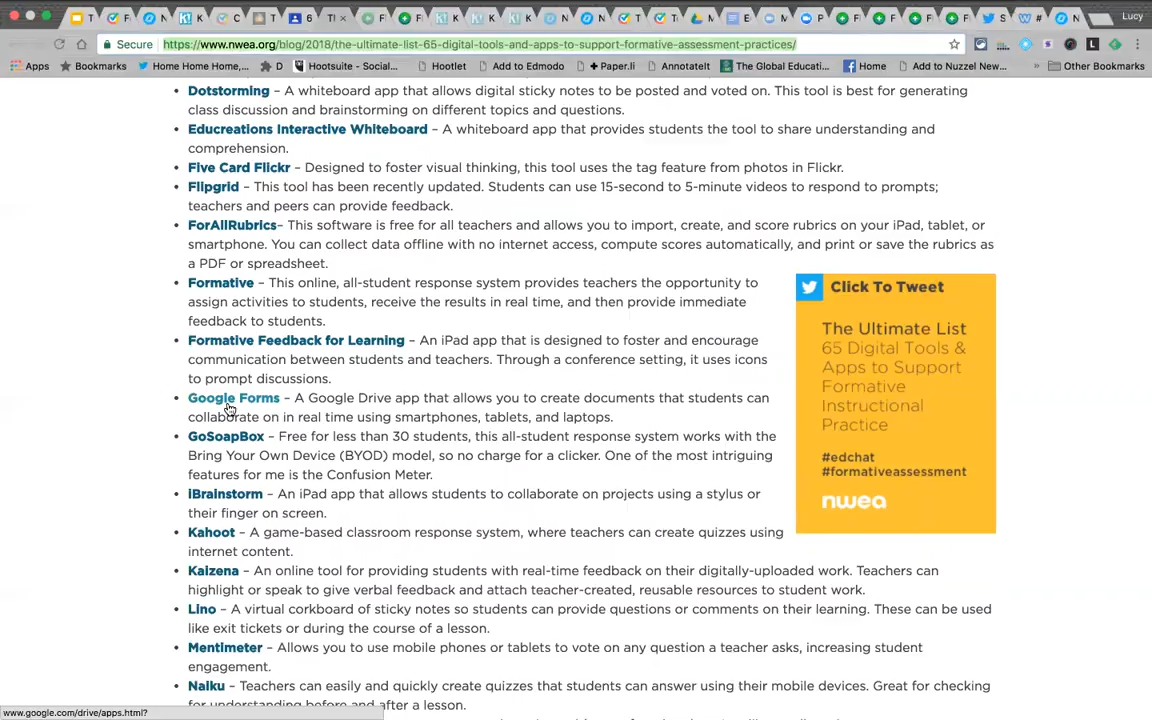 Lucy
Secure https://www.nwea.org/blog/2018/the-ultimate-list-65-digital-tools-and-apps-to-support-formative-assessment-practices/
Apps Bookmarks Home Home Home,... D Hootsuite - Social... Hootlet Add to Edmodo + Paper.li AnnotateIt The Global Educati... Home Add to Nuzzel New... » Other Bookmarks
• Dotstorming – A whiteboard app that allows digital sticky notes to be posted and voted on. This tool is best for generating
class discussion and brainstorming on different topics and questions.
• Educreations Interactive Whiteboard – A whiteboard app that provides students the tool to share understanding and
comprehension.
• Five Card Flickr – Designed to foster visual thinking, this tool uses the tag feature from photos in Flickr.
• Flipgrid – This tool has been recently updated. Students can use 15-second to 5-minute videos to respond to prompts;
teachers and peers can provide feedback.
• ForAllRubrics– This software is free for all teachers and allows you to import, create, and score rubrics on your iPad, tablet, or
smartphone. You can collect data offline with no internet access, compute scores automatically, and print or save the rubrics as
a PDF or spreadsheet.
• Formative – This online, all-student response system provides teachers the opportunity to
assign activities to students, receive the results in real time, and then provide immediate
feedback to students.
• Formative Feedback for Learning – An iPad app that is designed to foster and encourage
communication between students and teachers. Through a conference setting, it uses icons
to prompt discussions.
• Google Forms – A Google Drive app that allows you to create documents that students can
collaborate on in real time using smartphones, tablets, and laptops.
• GoSoapBox – Free for less than 30 students, this all-student response system works with the
Bring Your Own Device (BYOD) model, so no charge for a clicker. One of the most intriguing
features for me is the Confusion Meter.
• iBrainstorm – An iPad app that allows students to collaborate on projects using a stylus or
their finger on screen.
• Kahoot – A game-based classroom response system, where teachers can create quizzes using
internet content.
• Kaizena – An online tool for providing students with real-time feedback on their digitally-uploaded work. Teachers can
highlight or speak to give verbal feedback and attach teacher-created, reusable resources to student work.
• Lino – A virtual corkboard of sticky notes so students can provide questions or comments on their learning. These can be used
like exit tickets or during the course of a lesson.
• Mentimeter – Allows you to use mobile phones or tablets to vote on any question a teacher asks, increasing student
engagement.
• Naiku – Teachers can easily and quickly create quizzes that students can answer using their mobile devices. Great for checking
for understanding before and after a lesson.
Click To Tweet
The Ultimate List
65 Digital Tools &
Apps to Support
Formative
Instructional
Practice
#edchat
#formativeassessment
nwea
www.google.com/drive/apps.html?